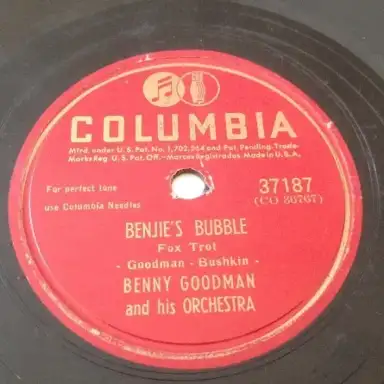 COLUMBIA
Mfrd. under U.S. Pat. No. 1,702,564 and Pat. Pending. Trade-
Marks Reg. U.S. Pat. Off.-Marcas Registradas. Made in U.S.A.
For perfect tone
use Columbia Needles
37187
(CO 36767)
BENJIE'S BUBBLE
Fox Trot
- Goodman - Bushkin -
BENNY GOODMAN
and his ORCHESTRA